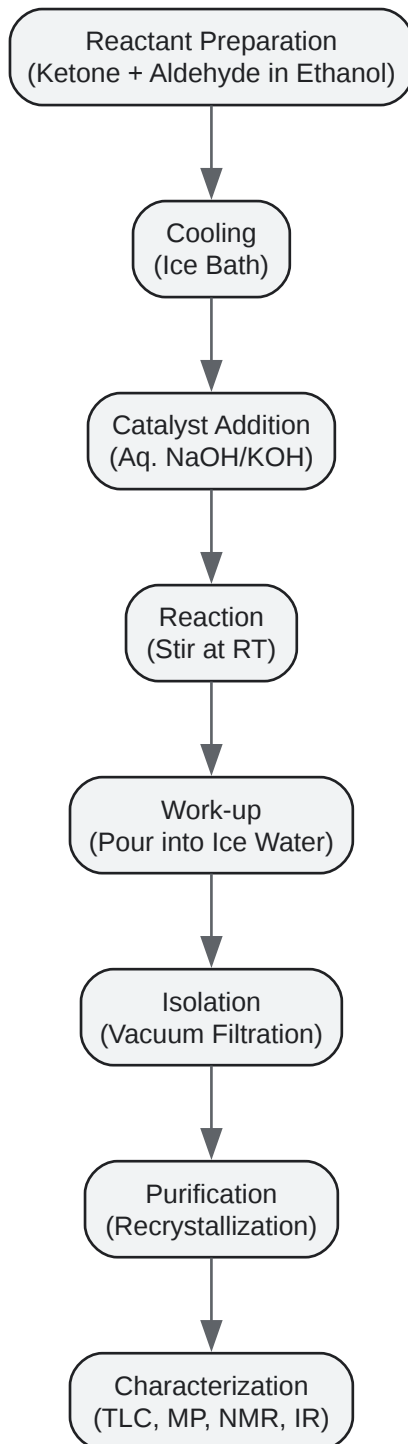 Reactant Preparation
(Ketone + Aldehyde in Ethanol)
Cooling
(Ice Bath)
Catalyst Addition
(Aq. NaOH/KOH)
Reaction
(Stir at RT)
Work-up
(Pour into Ice Water)
Isolation
(Vacuum Filtration)
Purification
(Recrystallization)
Characterization
(TLC, MP, NMR, IR)